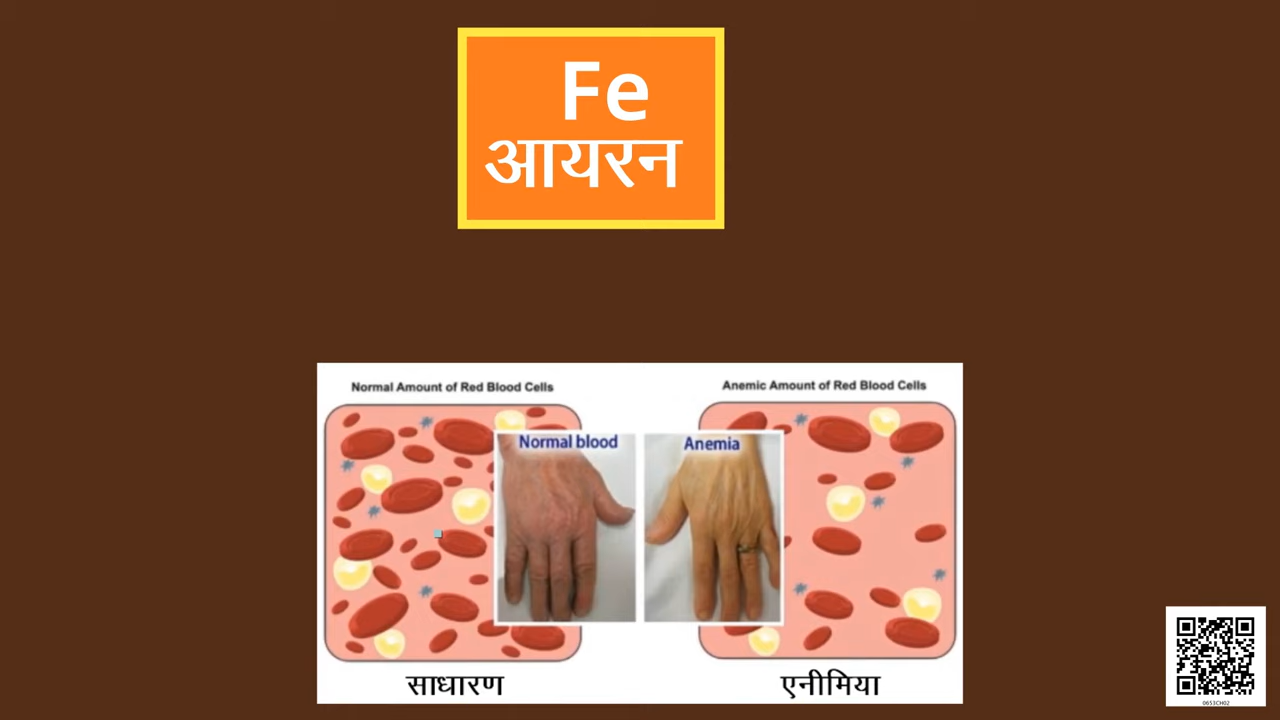 Fe
आयरन
Normal Amount of Red Blood Cells
Anemic Amount of Red Blood Cells
Normal blood
Anemia
साधारण
एनीमिया
0653CH02